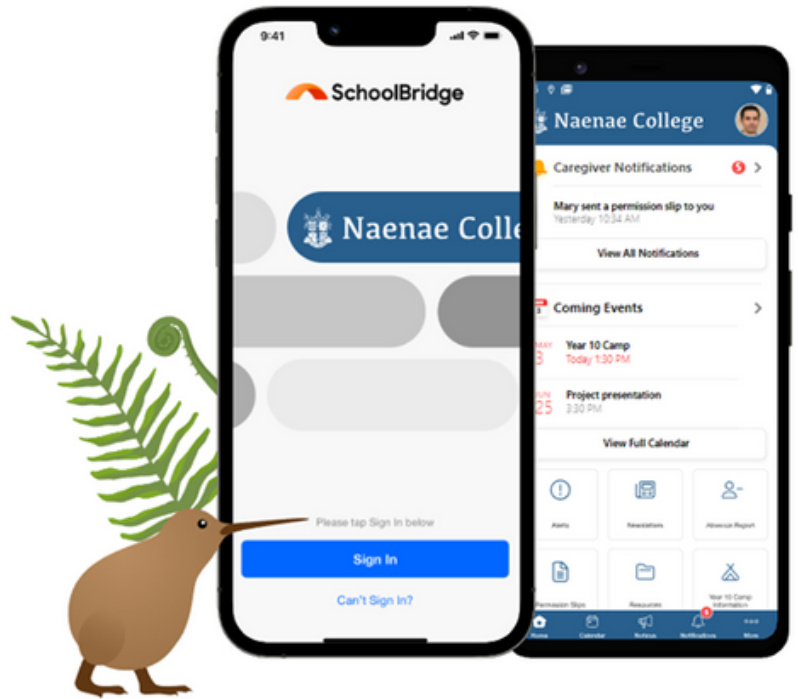 9:41
SchoolBridge
Naenae Colle
Please tap Sign In below
Sign In
Can't Sign In?
Naenae College
Caregiver Notifications
5
Mary sent a permission slip to you
Yesterday 10:34 AM
View All Notifications
Coming Events
MAY
3
Year 10 Camp
Today 1:30 PM
UN
25
Project presentation
3:30 PM
View Full Calendar
Alerts
Newsletters
Absence Report
Permission Slips
Resources
Year 10 Camp
Information
Home
Calendar
Notices
Notifications
More